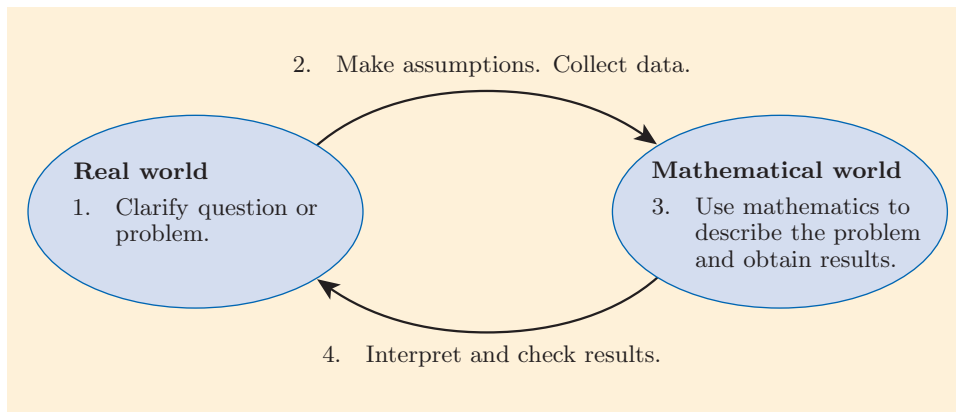 2. Make assumptions. Collect data.
Real world
1. Clarify question or
problem.
Mathematical world
3. Use mathematics to
describe the problem
and obtain results.
4. Interpret and check results.